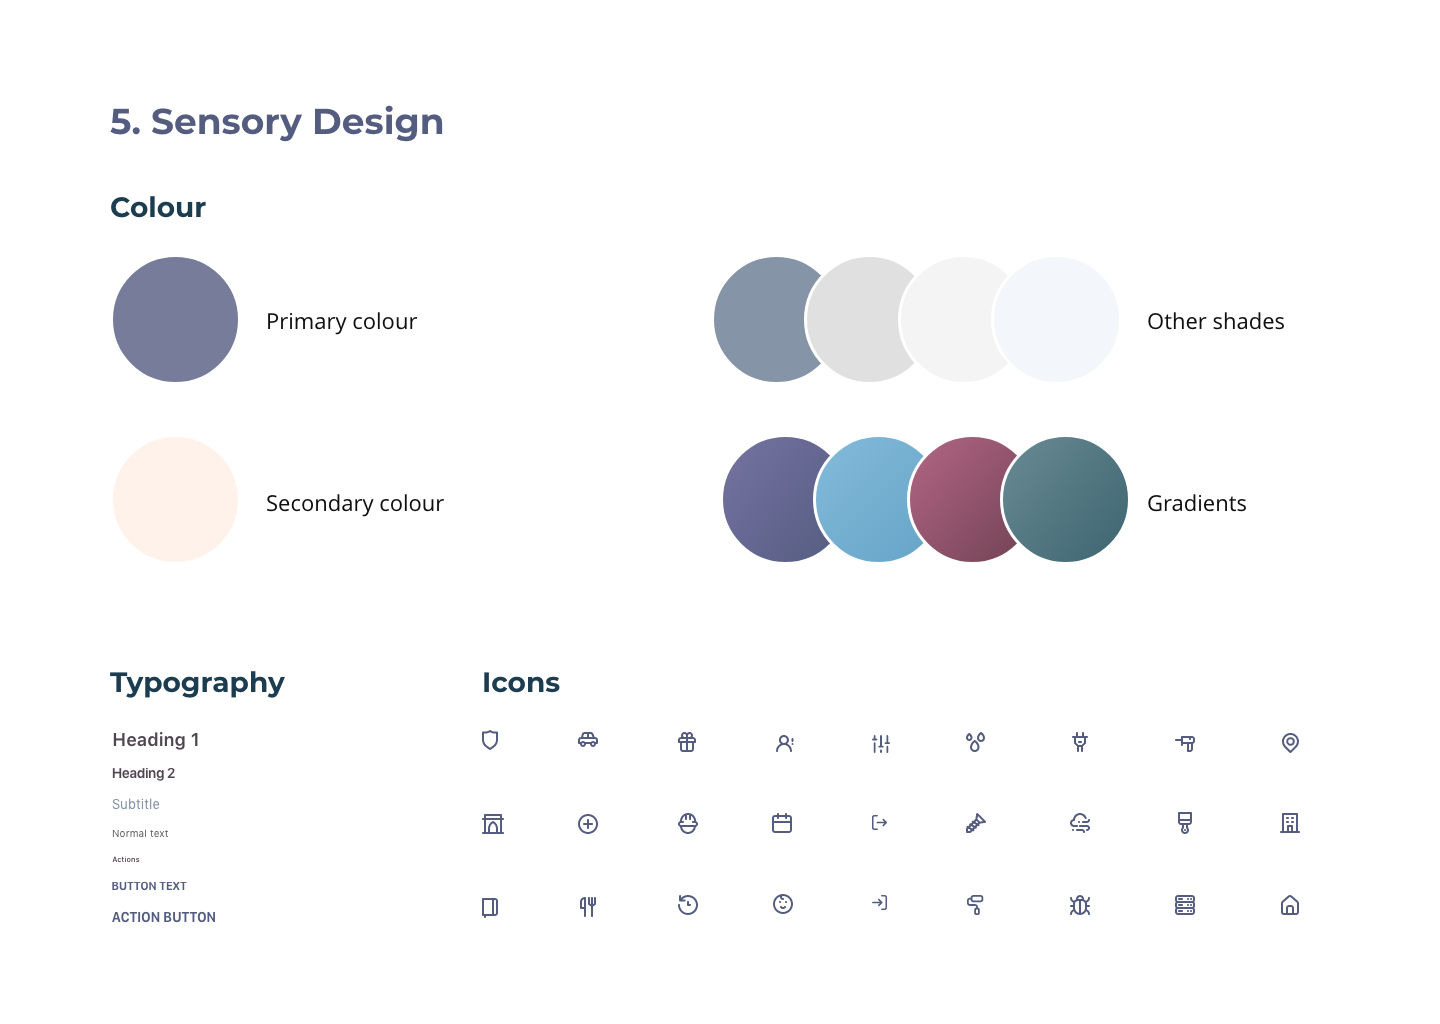 5. Sensory Design
Colour
Primary colour
Other shades
Secondary colour
Gradients
Typography
Heading 1
Heading 2
Subtitle
Normal text
Actions
BUTTON TEXT
ACTION BUTTON
Icons